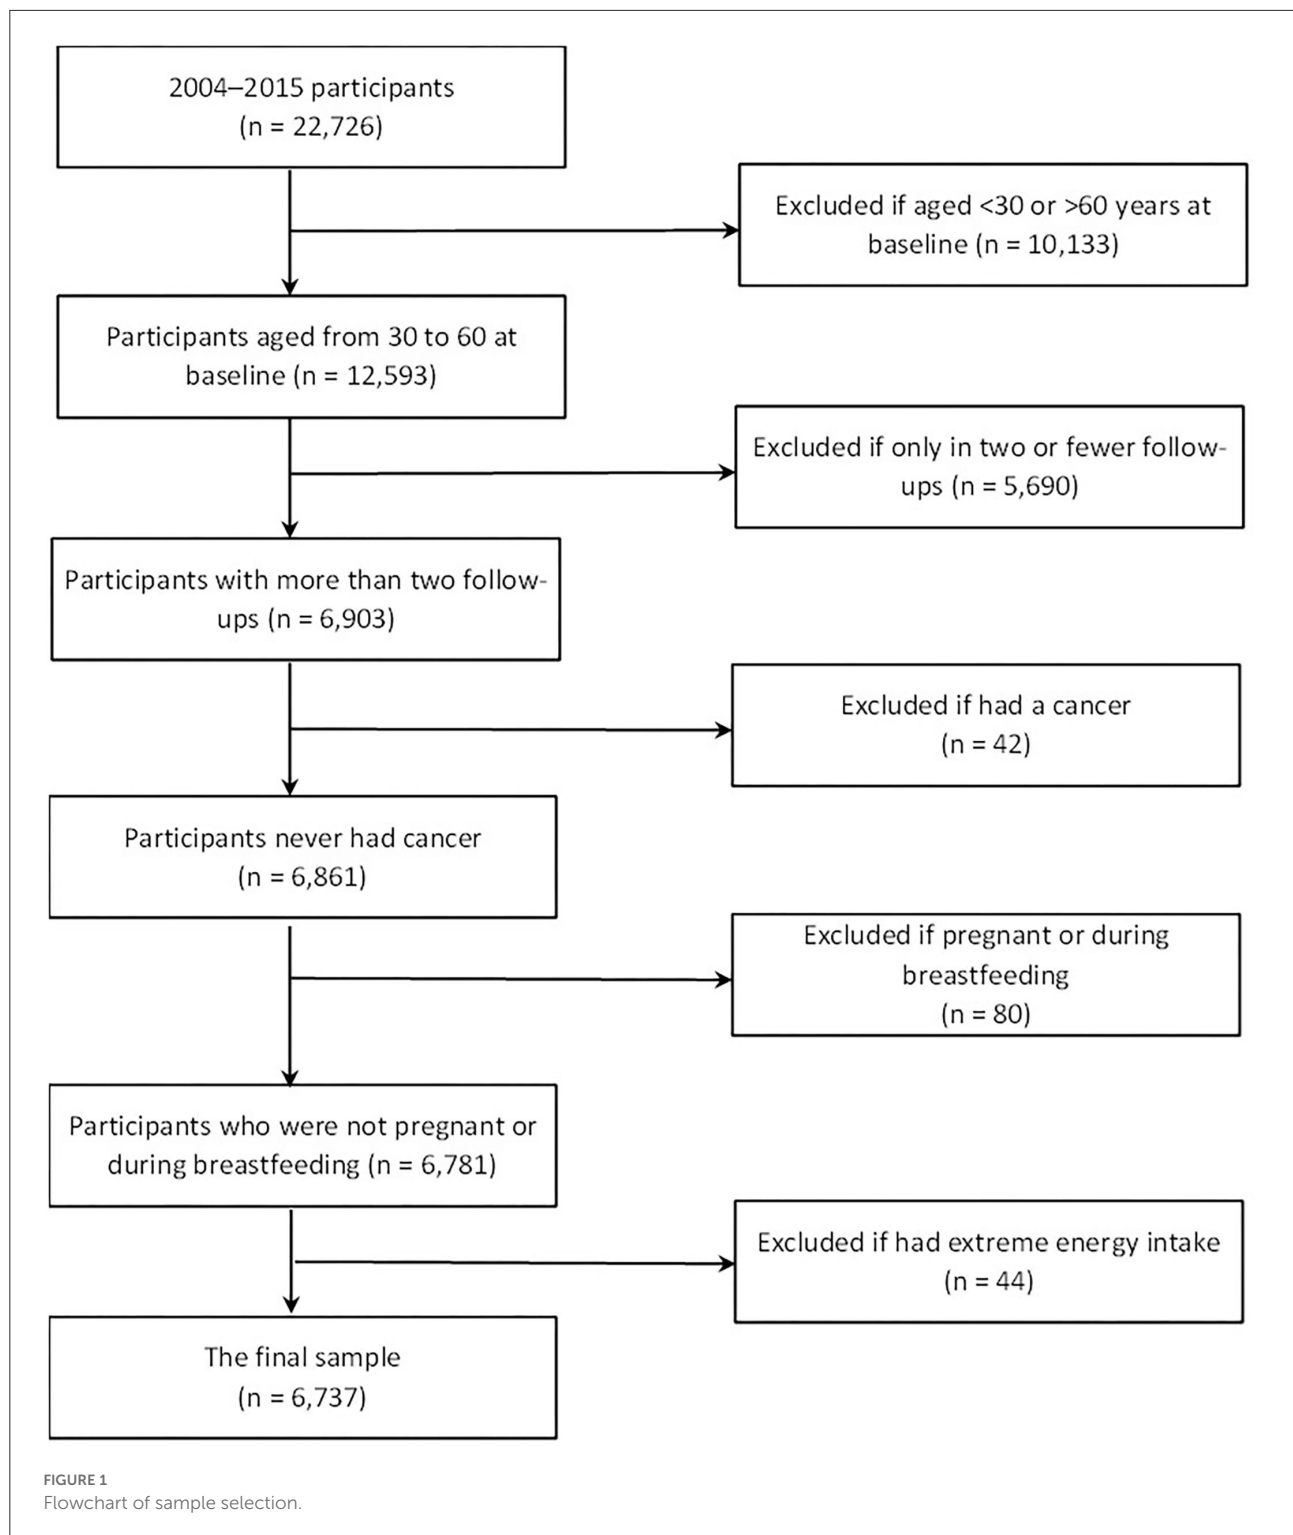 2004–2015 participants
(n = 22,726)
Excluded if aged <30 or >60 years at
baseline (n = 10,133)
Participants aged from 30 to 60 at
baseline (n = 12,593)
Excluded if only in two or fewer follow-
ups (n = 5,690)
Participants with more than two follow-
ups (n = 6,903)
Excluded if had a cancer
(n = 42)
Participants never had cancer
(n = 6,861)
Excluded if pregnant or during
breastfeeding
(n = 80)
Participants who were not pregnant or
during breastfeeding (n = 6,781)
Excluded if had extreme energy intake
(n = 44)
The final sample
(n = 6,737)
FIGURE 1
Flowchart of sample selection.